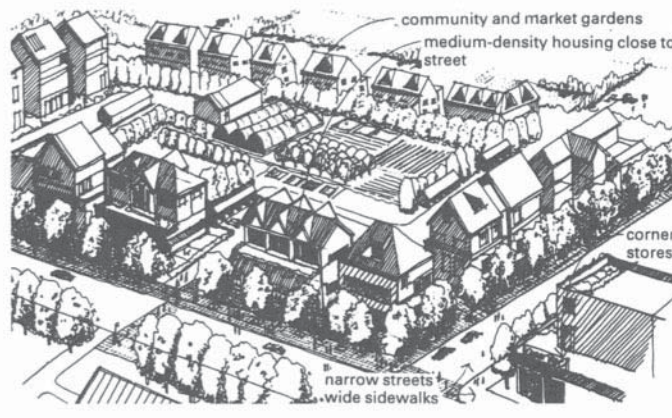 community and market gardens
medium-density housing close to
street
corner
stores
narrow streets
wide sidewalks